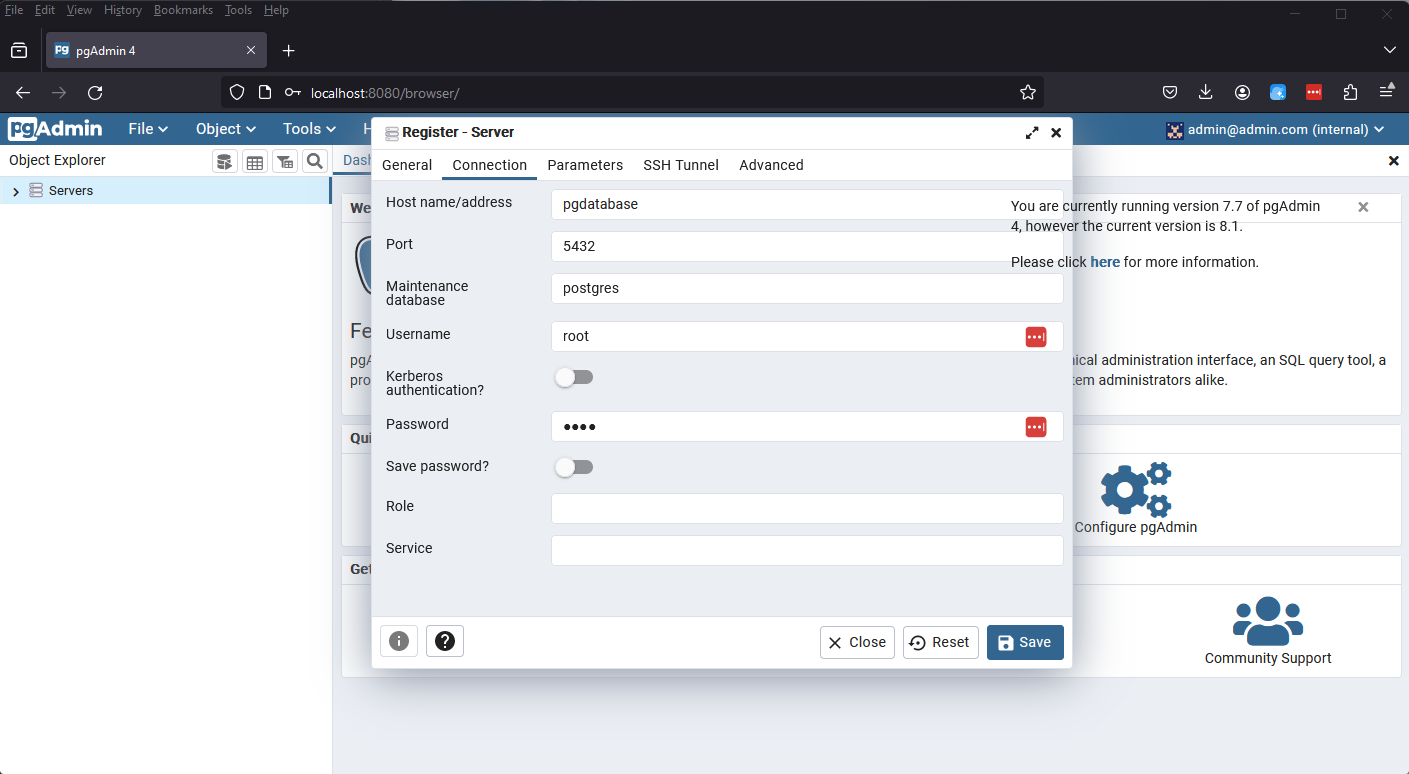 File Edit View History Bookmarks Tools Help
pgAdmin 4
localhost:8080/browser/
pgAdmin File Object Tools H admin@admin.com (internal)
Object Explorer
Servers
Dash
Register - Server
General Connection Parameters SSH Tunnel Advanced
Host name/address pgdatabase
Port 5432
Maintenance
database
postgres
Username root
Kerberos
authentication?
Password ••••
Save password?
Role
Service
Close Reset Save
You are currently running version 7.7 of pgAdmin
4, however the current version is 8.1.
Please click here for more information.
We
Fe
pgA ical administration interface, an SQL query tool, a
pro tem administrators alike.
Qui
Configure pgAdmin
Get
Community Support